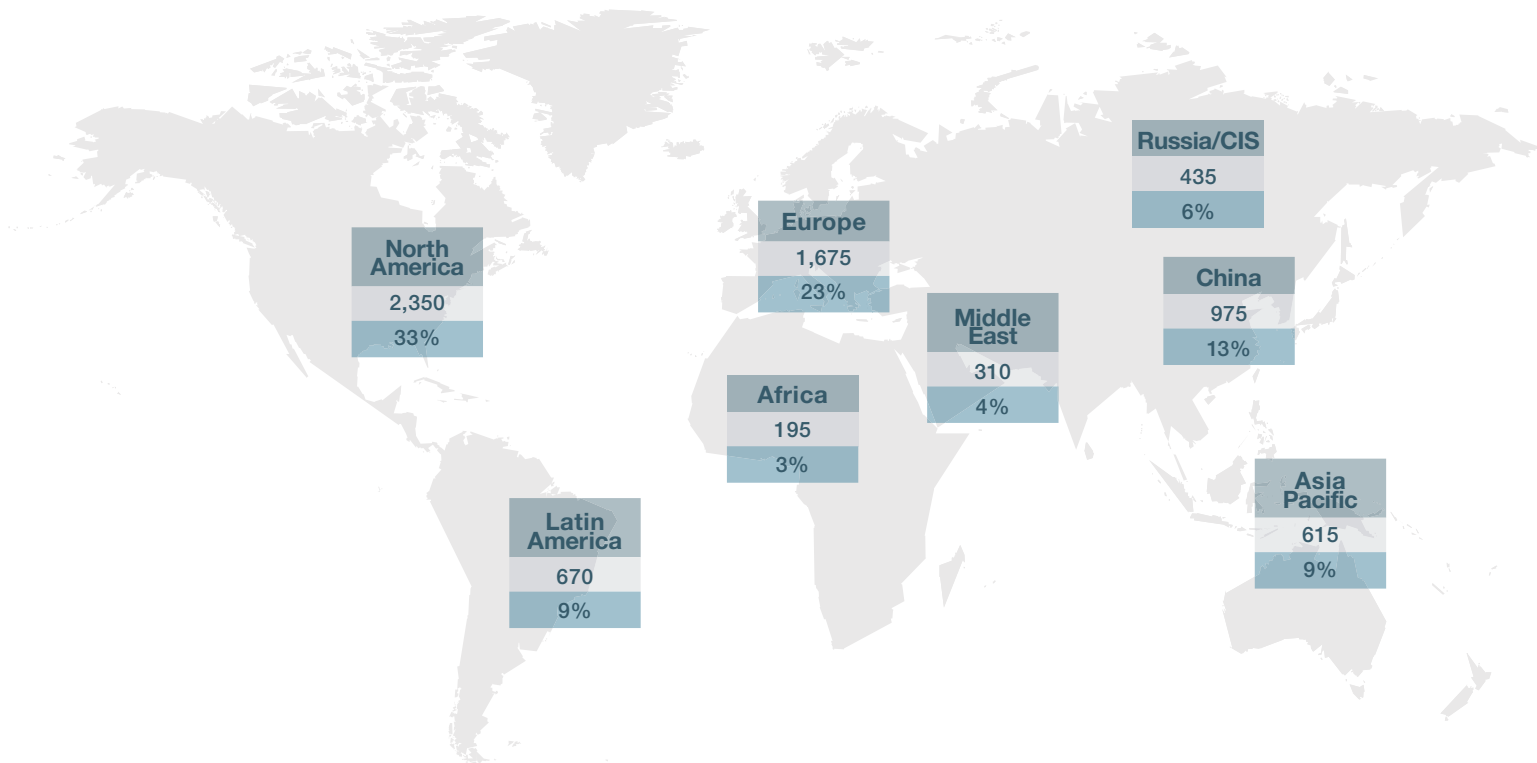 Russia/CIS
435
6%
Europe
1,675
23%
North
America
2,350
33%
China
975
13%
Middle
East
310
4%
Africa
195
3%
Asia
Pacific
615
9%
Latin
America
670
9%